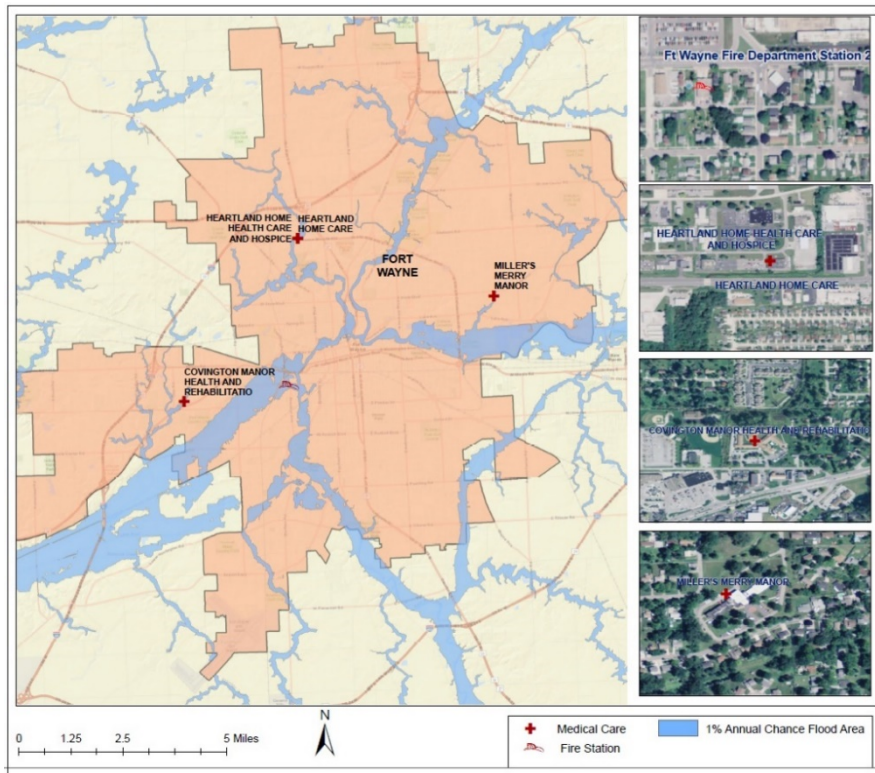 HEARTLAND HOME
HEALTH CARE
AND HOSPICE
HEARTLAND
HOME CARE
FORT
WAYNE
MILLER'S
MERRY
MANOR
COVINGTON MANOR
HEALTH AND
REHABILITATIO
Ft Wayne Fire Department Station 2
HEARTLAND HOME HEALTH CARE
AND HOSPICE
HEARTLAND HOME CARE
COVINGTON MANOR HEALTH AND REHABILITATIO
MILLER'S MERRY MANOR
0 1.25 2.5 5 Miles
N
Medical Care
Fire Station
1% Annual Chance Flood Area